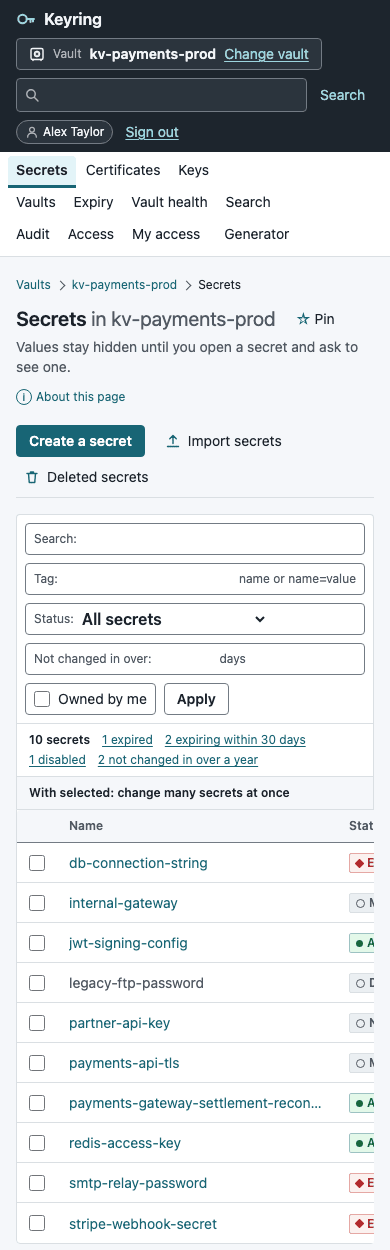 Keyring
Vault kv-payments-prod Change vault
Search
Alex Taylor Sign out
Secrets Certificates Keys
Vaults Expiry Vault health Search
Audit Access My access Generator
Vaults > kv-payments-prod > Secrets
Secrets in kv-payments-prod Pin
Values stay hidden until you open a secret and ask to
see one.
About this page
Create a secret Import secrets
Deleted secrets
Search:
Tag: name or name=value
Status: All secrets
Not changed in over: days
Owned by me Apply
10 secrets 1 expired 2 expiring within 30 days
1 disabled 2 not changed in over a year
With selected: change many secrets at once
Name
db-connection-string
internal-gateway
jwt-signing-config
legacy-ftp-password
partner-api-key
payments-api-tls
payments-gateway-settlement-recon...
redis-access-key
smtp-relay-password
stripe-webhook-secret